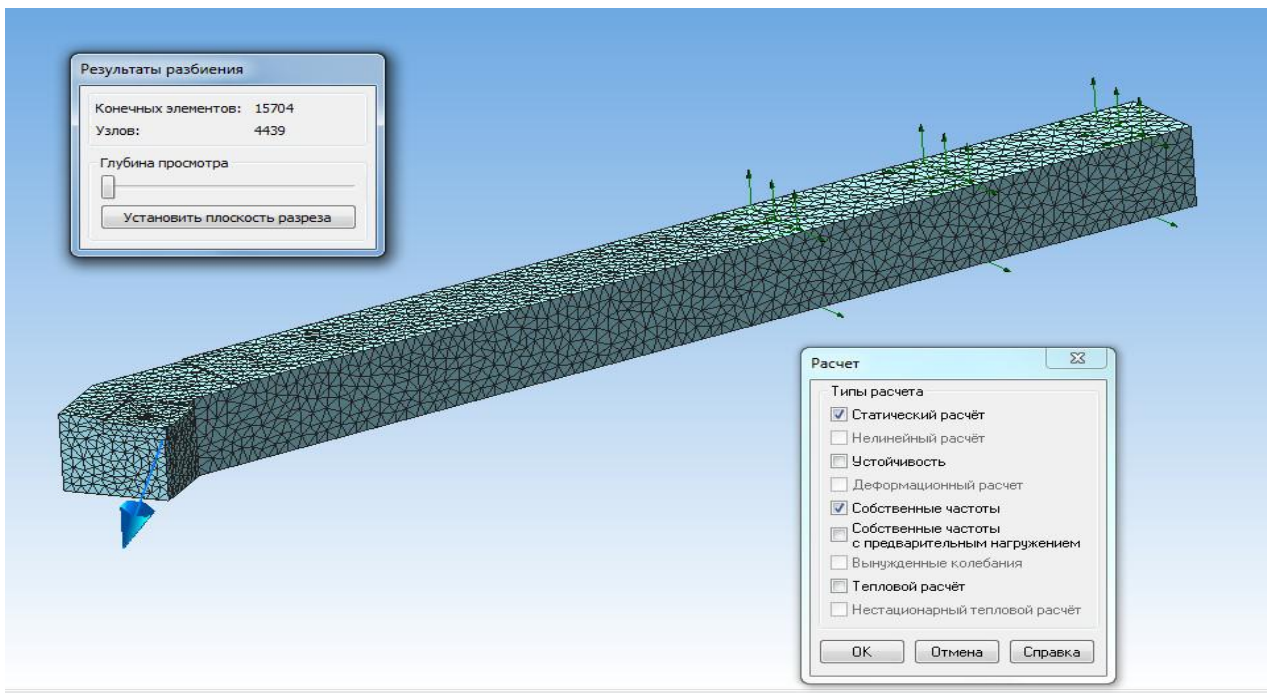 Результаты разбиения
Конечных элементов: 15704
Узлов: 4439
Глубина просмотра
Установить плоскость разреза
Расчет
Типы расчета
Статический расчёт
Нелинейный расчёт
Устойчивость
Деформационный расчет
Собственные частоты
Собственные частоты
с предварительным нагружением
Вынужденные колебания
Тепловой расчёт
Нестационарный тепловой расчёт
ОК Отмена Справка